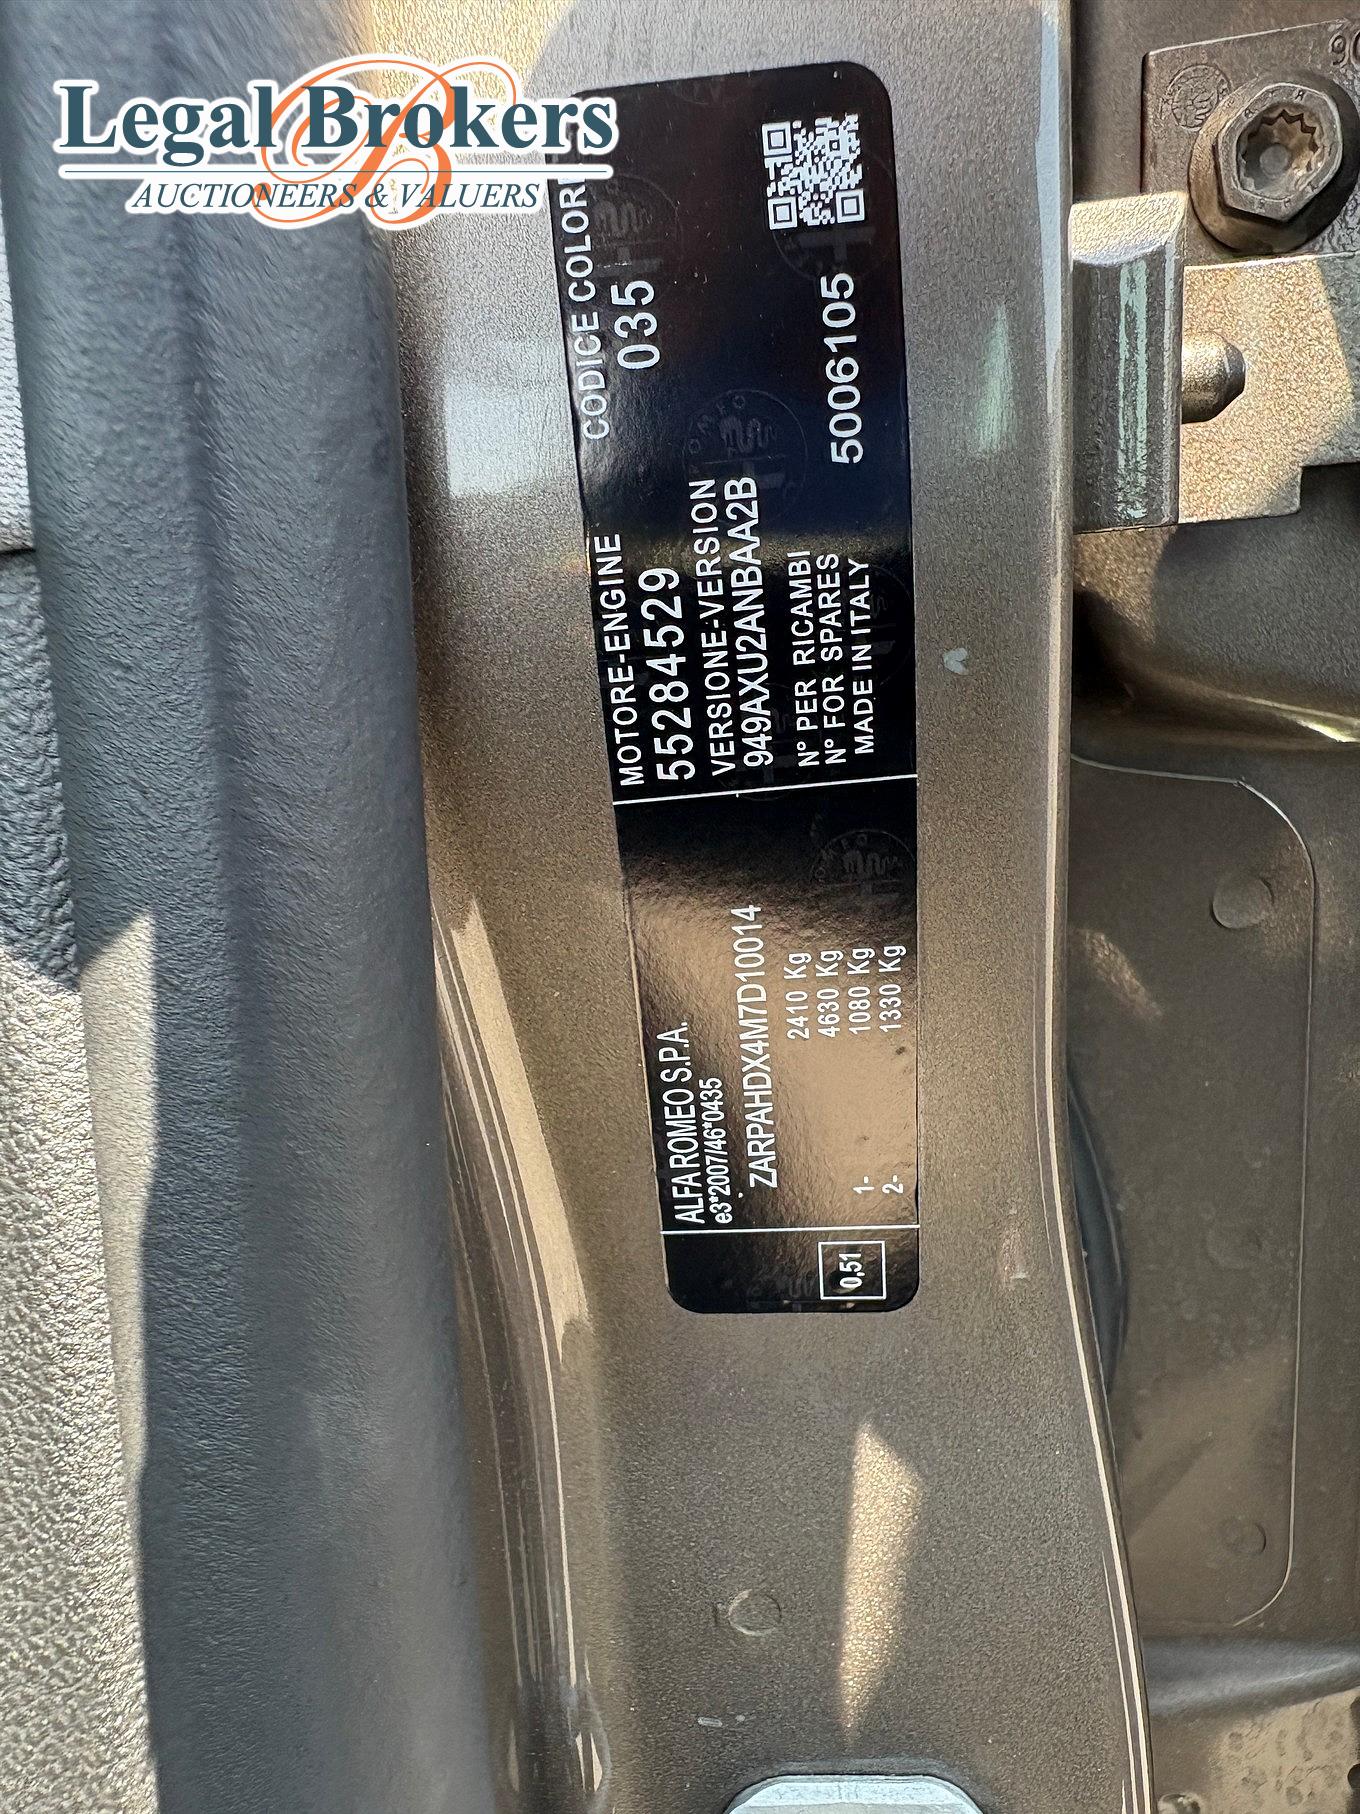 Legal Brokers
AUCTIONEERS & VALUERS
ALFA ROMEO S.P.A.
e3*2007/46*0435
ZARPAHDX4M7D10014
2410 Kg
4630 Kg
1- 1080 Kg
2- 1330 Kg
0,51
MOTORE-ENGINE
55284529
VERSIONE-VERSION
949AXU2ANBAA2B
N° PER RICAMBI
N° FOR SPARES
MADE IN ITALY
5006105
CODICE COLORE
035